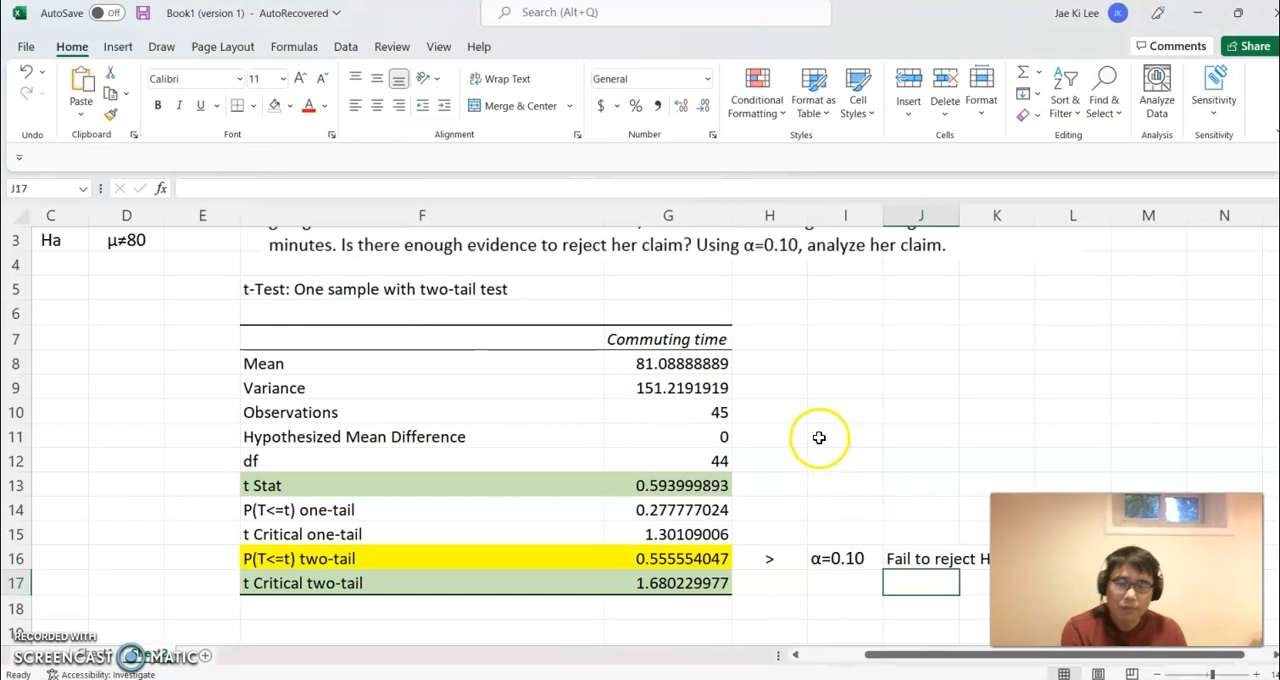 AutoSave Off Book1 (version 1) - AutoRecovered Search (Alt+Q) Jae Ki Lee JK
File Home Insert Draw Page Layout Formulas Data Review View Help Comments Share
Calibri 11 Wrap Text General
Paste B I U Merge & Center $ % Conditional Formatting Format as Table Cell Styles Insert Delete Format Sort & Filter Find & Select Analyze Data Sensitivity
Undo Clipboard Font Alignment Number Styles Cells Editing Analysis Sensitivity
J17 fx
C D E F G H I J K L M N
3 Ha μ≠80 minutes. Is there enough evidence to reject her claim? Using α=0.10, analyze her claim.
4
5 t-Test: One sample with two-tail test
6
7 Commuting time
8 Mean 81.08888889
9 Variance 151.2191919
10 Observations 45
11 Hypothesized Mean Difference 0
12 df 44
13 t Stat 0.593999893
14 P(T<=t) one-tail 0.277777024
15 t Critical one-tail 1.30109006
16 P(T<=t) two-tail 0.555554047 > α=0.10 Fail to reject H
17 t Critical two-tail 1.680229977
18
RECORDED WITH
SCREENCAST MATIC
Ready Accessibility: Investigate